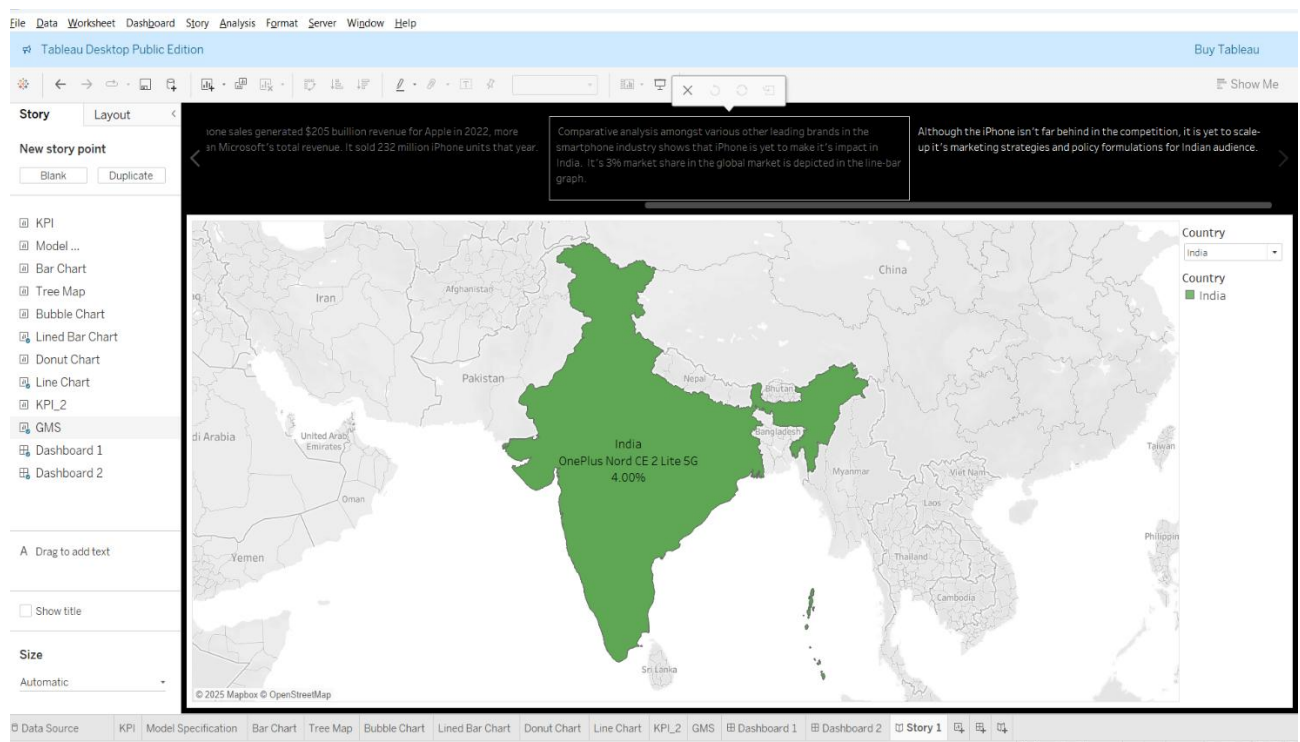 File Data Worksheet Dashboard Story Analysis Format Server Window Help
Tableau Desktop Public Edition
Buy Tableau
Show Me
Story Layout
New story point
Blank Duplicate
KPI
Model ...
Bar Chart
Tree Map
Bubble Chart
Lined Bar Chart
Donut Chart
Line Chart
KPI_2
GMS
Dashboard 1
Dashboard 2
A Drag to add text
Show title
Size
Automatic
sales generated $205 buillion revenue for Apple in 2022, more
Microsoft's total revenue. It sold 232 million iPhone units that year.
Comparative analysis amongst various other leading brands in the
smartphone industry shows that iPhone is yet to make it's impact in
India. It's 3% market share in the global market is depicted in the line-bar
graph.
Although the iPhone isn't far behind in the competition, it is yet to scale-
up it's marketing strategies and policy formulations for Indian audience.
Country
India
Country
India
China
Iran
Afghanistan
Pakistan
Nepal
Bhutan
Bangladesh
di Arabia
United Arab
Emirates
Oman
Yemen
India
OnePlus Nord CE 2 Lite 5G
4.00%
Myanmar
Viet Nam
Laos
Taiwan
Thailand
Philippin
Cambodia
Sri Lanka
© 2025 Mapbox © OpenStreetMap
Data Source KPI Model Specification Bar Chart Tree Map Bubble Chart Lined Bar Chart Donut Chart Line Chart KPI_2 GMS Dashboard 1 Dashboard 2 Story 1